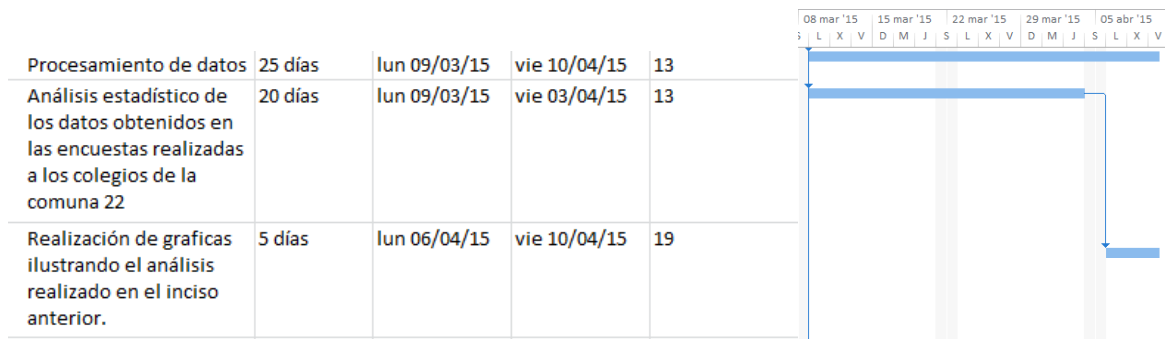 08 mar '15 15 mar '15 22 mar '15 29 mar '15 05 abr '15
S L X V D M J S L X V D M J S L X V
Procesamiento de datos 25 días lun 09/03/15 vie 10/04/15 13
Análisis estadístico de 20 días lun 09/03/15 vie 03/04/15 13
los datos obtenidos en
las encuestas realizadas
a los colegios de la
comuna 22
Realización de graficas 5 días lun 06/04/15 vie 10/04/15 19
ilustrando el análisis
realizado en el inciso
anterior.